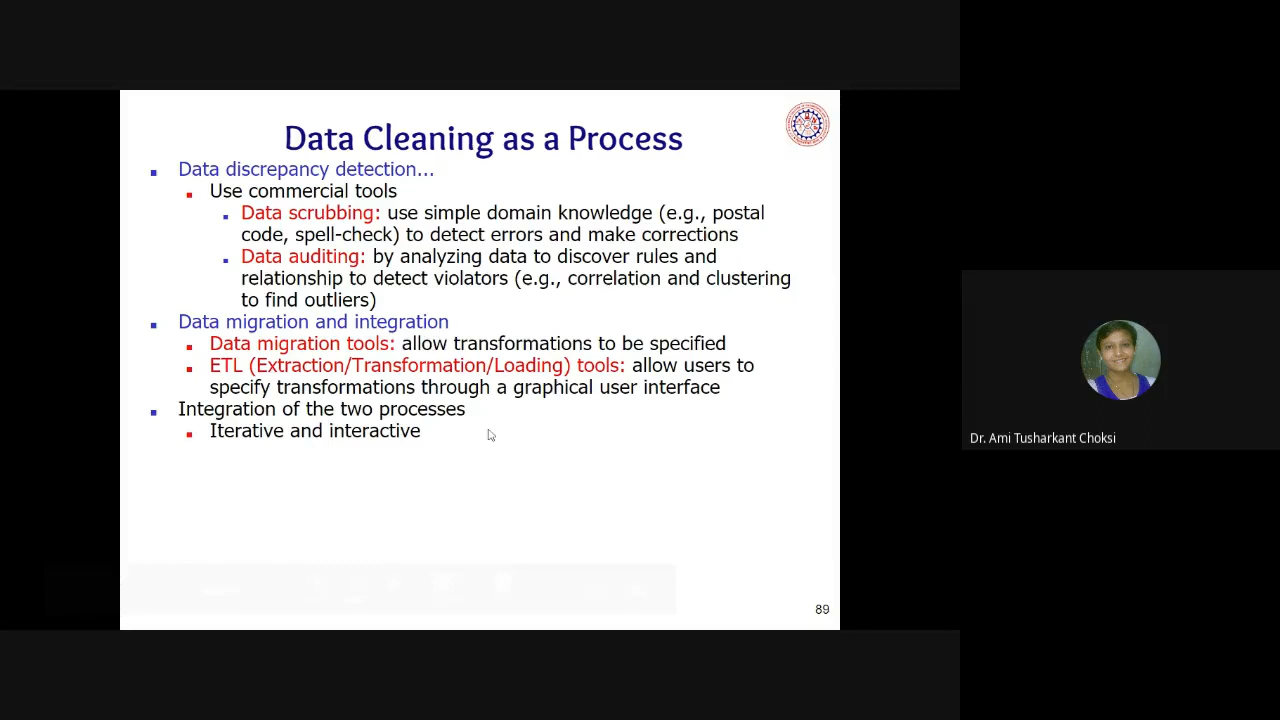 Data Cleaning as a Process
Data discrepancy detection...
Use commercial tools
Data scrubbing: use simple domain knowledge (e.g., postal
code, spell-check) to detect errors and make corrections
Data auditing: by analyzing data to discover rules and
relationship to detect violators (e.g., correlation and clustering
to find outliers)
Data migration and integration
Data migration tools: allow transformations to be specified
ETL (Extraction/Transformation/Loading) tools: allow users to
specify transformations through a graphical user interface
Integration of the two processes
Iterative and interactive
89
Dr. Ami Tusharkant Choksi